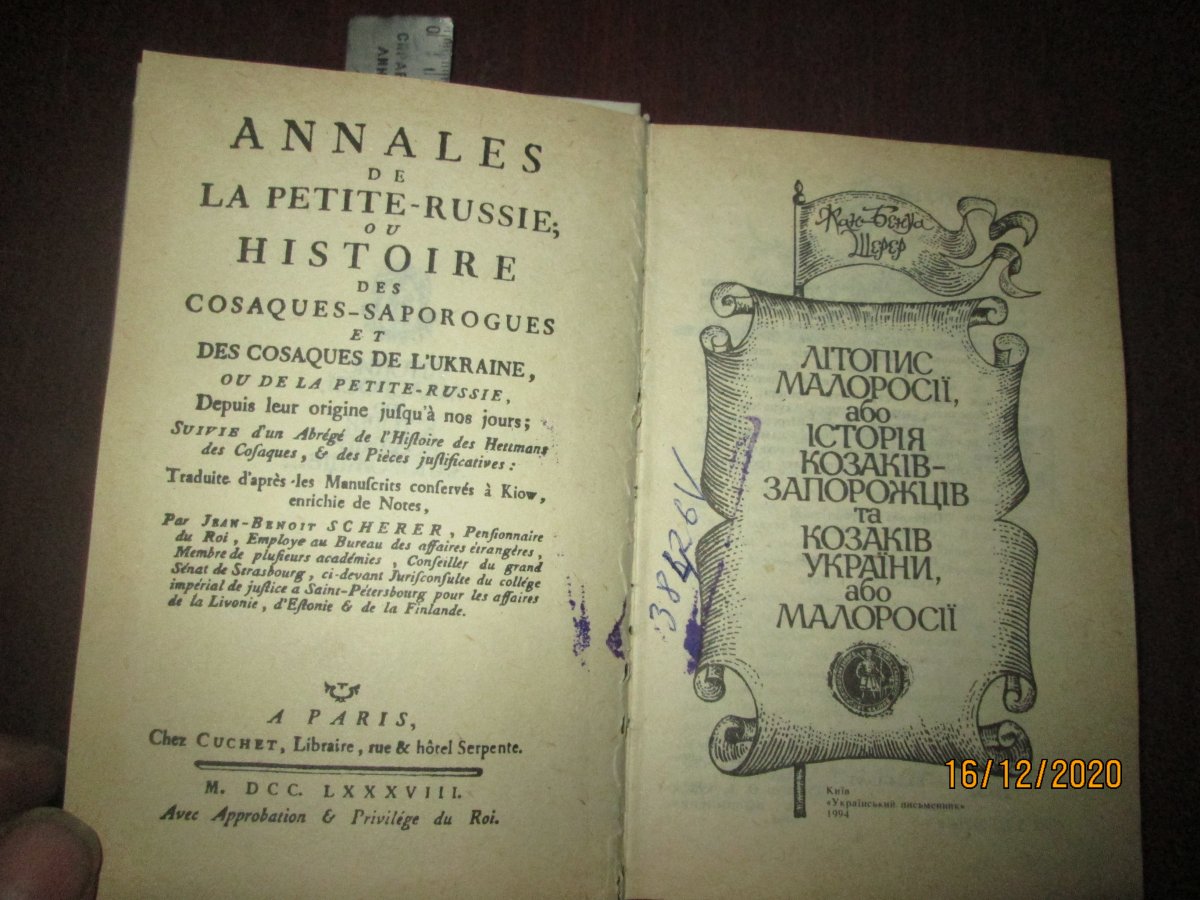 ANNALES
DE
LA PETITE-RUSSIE;
OU
HISTOIRE
DES
COSAQUES-SAPOROGUES
ET
DES COSAQUES DE L'UKRAINE,
OU DE LA PETITE-RUSSIE,
Depuis leur origine juſqu'à nos jours;
SUIVIE d'un Abrégé de l'Hiſtoire des Hettmans
des Coſaques, & des Pièces juſtificatives:
Traduite d'après les Manuſcrits conſervés à Kiow,
enrichie de Notes,
Par JEAN-BENOIT SCHERER, Penſionnaire
du Roi, Employe au Bureau des affaires étrangères,
Membre de pluſieurs académies, Conſeiller du grand
Sénat de Strasbourg, ci-devant Juriſconſulte du collége
impérial de juſtice a Saint-Pétersbourg pour les affaires
de la Livonie, d'Eſtonie & de la Finlande.
A PARIS,
Chez CUCHET, Libraire, rue & hôtel Serpente.
M. DCC. LXXXVIII.
Avec Approbation & Privilége du Roi.
Жан-Бенуа
Шерер
ЛІТОПИС
МАЛОРОСІЇ,
або
ІСТОРІЯ
КОЗАКІВ-
ЗАПОРОЖЦІВ
та
КОЗАКІВ
УКРАЇНИ,
або
МАЛОРОСІЇ
38426V
Київ
«Український письменник»
1994
16/12/2020